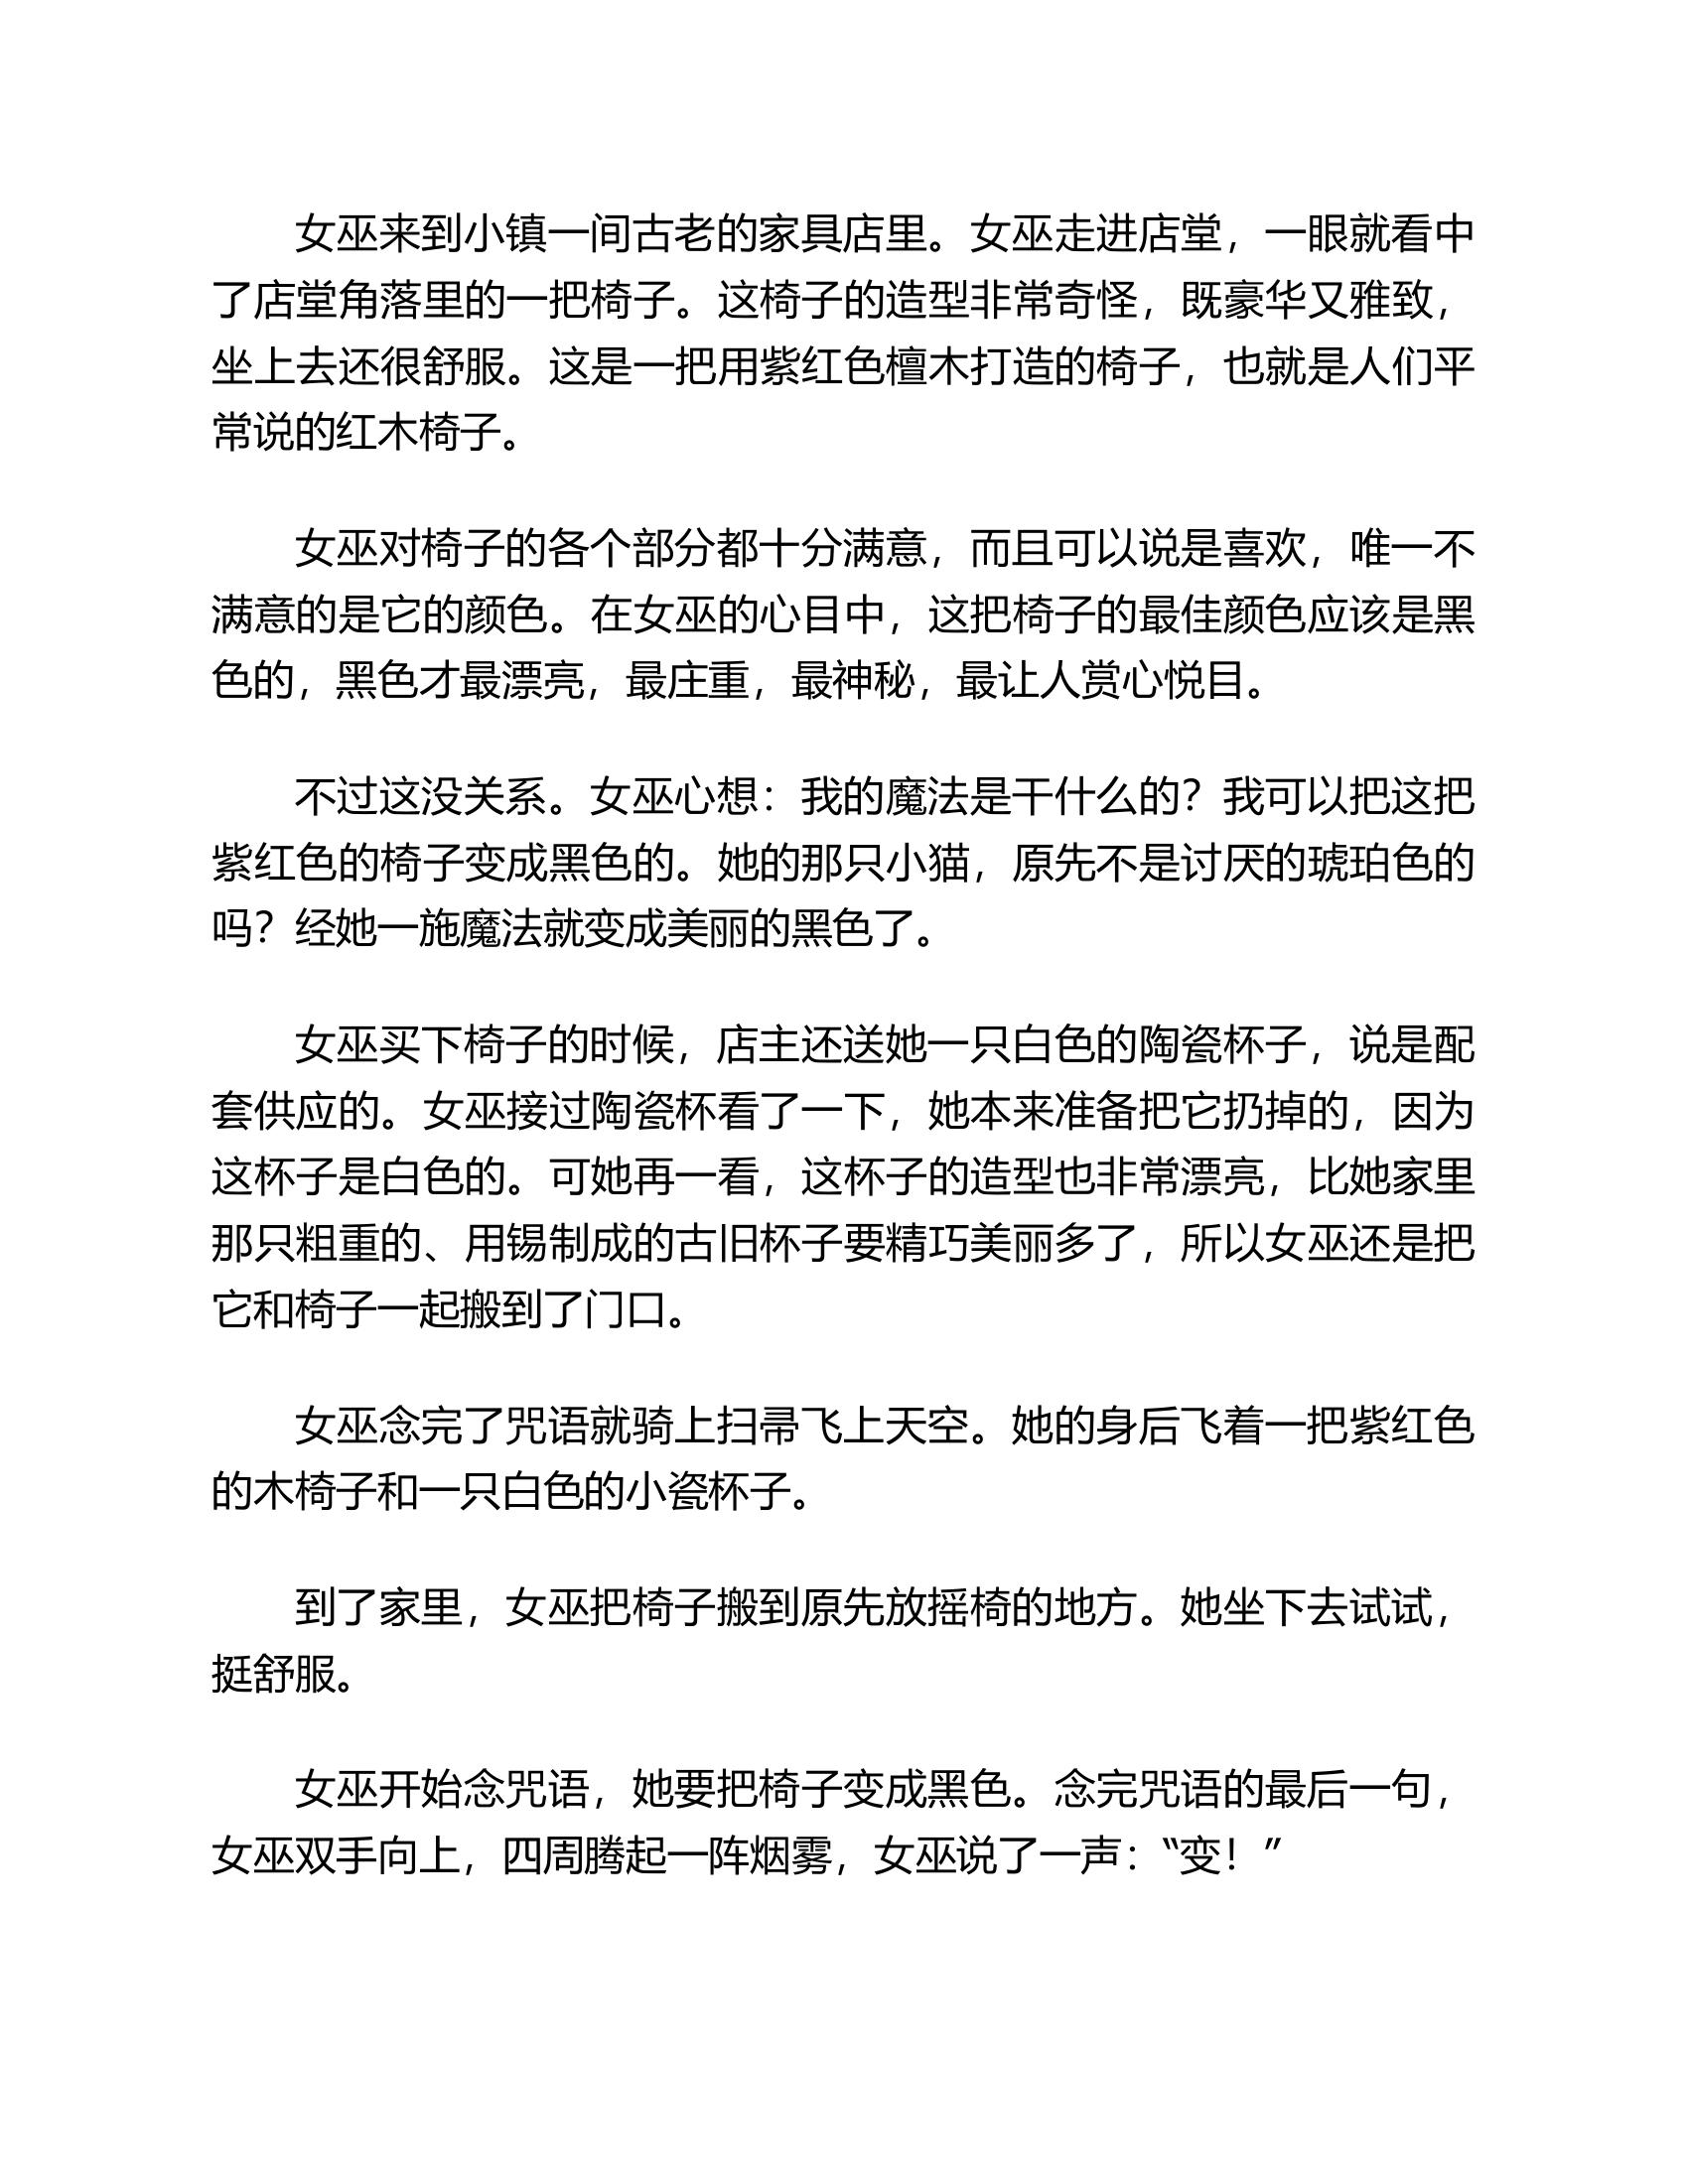 女巫来到小镇一间古老的家具店里。女巫走进店堂，一眼就看中
了店堂角落里的一把椅子。这椅子的造型非常奇怪，既豪华又雅致，
坐上去还很舒服。这是一把用紫红色檀木打造的椅子，也就是人们平
常说的红木椅子。
女巫对椅子的各个部分都十分满意，而且可以说是喜欢，唯一不
满意的是它的颜色。在女巫的心目中，这把椅子的最佳颜色应该是黑
色的，黑色才最漂亮，最庄重，最神秘，最让人赏心悦目。
不过这没关系。女巫心想：我的魔法是干什么的？我可以把这把
紫红色的椅子变成黑色的。她的那只小猫，原先不是讨厌的琥珀色的
吗？经她一施魔法就变成美丽的黑色了。
女巫买下椅子的时候，店主还送她一只白色的陶瓷杯子，说是配
套供应的。女巫接过陶瓷杯看了一下，她本来准备把它扔掉的，因为
这杯子是白色的。可她再一看，这杯子的造型也非常漂亮，比她家里
那只粗重的、用锡制成的古旧杯子要精巧美丽多了，所以女巫还是把
它和椅子一起搬到了门口。
女巫念完了咒语就骑上扫帚飞上天空。她的身后飞着一把紫红色
的木椅子和一只白色的小瓷杯子。
到了家里，女巫把椅子搬到原先放摇椅的地方。她坐下去试试，
挺舒服。
女巫开始念咒语，她要把椅子变成黑色。念完咒语的最后一句，
女巫双手向上，四周腾起一阵烟雾，女巫说了一声：“变！”